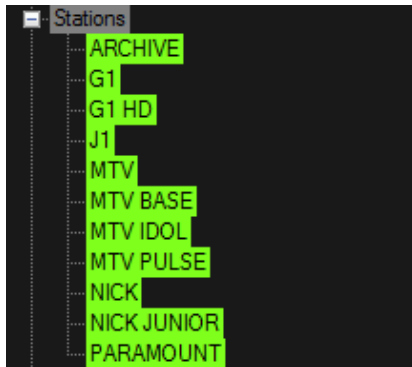 Stations
ARCHIVE
G1
G1 HD
J1
MTV
MTV BASE
MTV IDOL
MTV PULSE
NICK
NICK JUNIOR
PARAMOUNT